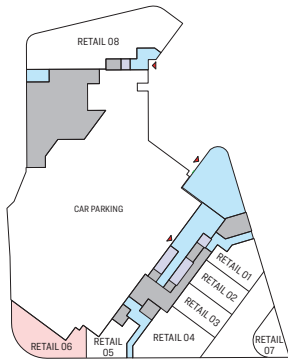 RETAIL 08
CAR PARKING
RETAIL 01
RETAIL 02
RETAIL 03
RETAIL 04
RETAIL
05
RETAIL 06
RETAIL
07